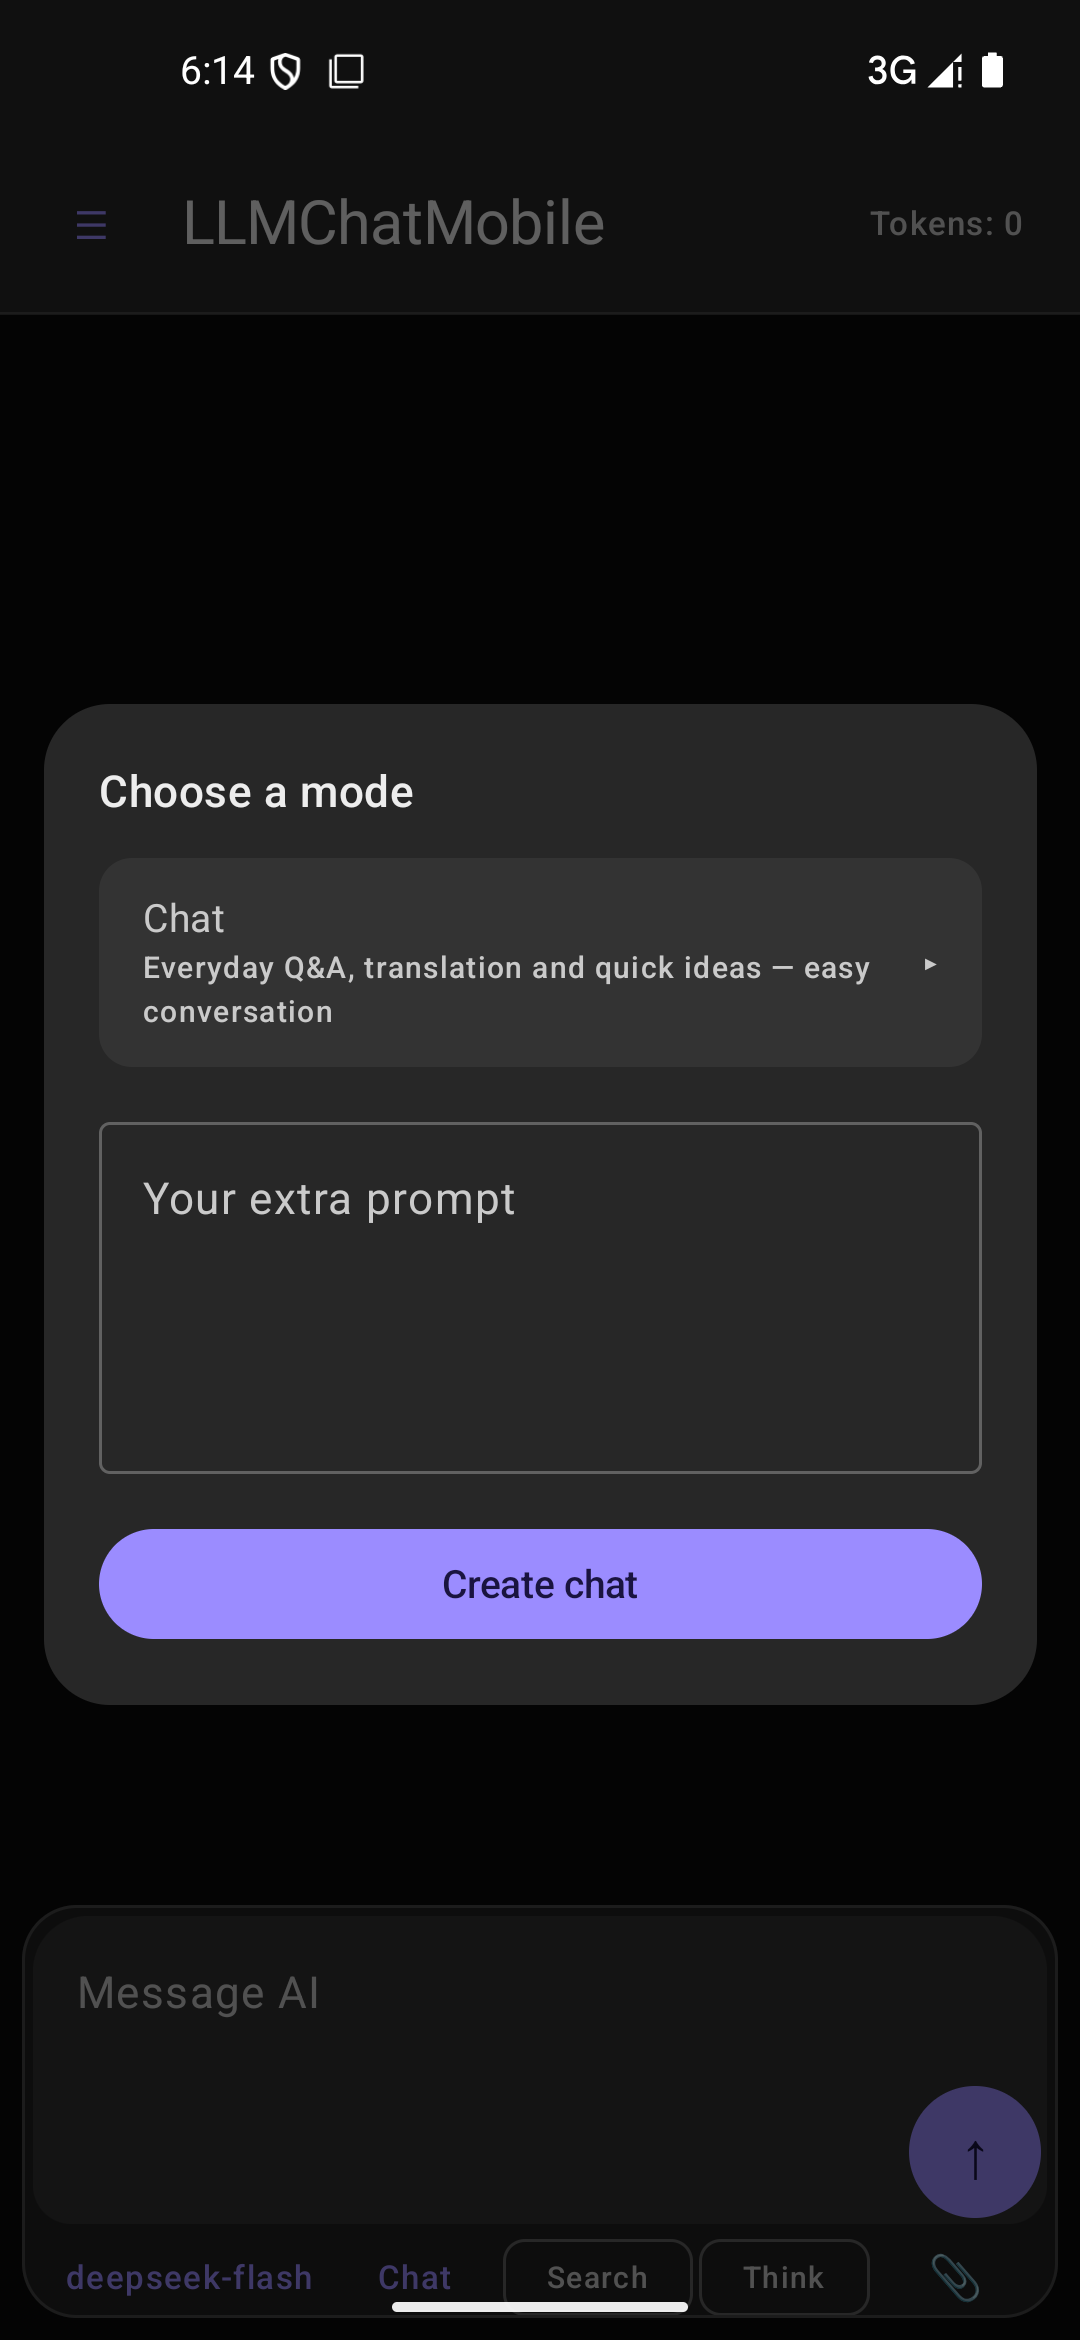 6:14
3G
LLMChatMobile
Tokens: 0
Choose a mode
Chat
Everyday Q&A, translation and quick ideas — easy
conversation
Your extra prompt
Create chat
Message AI
deepseek-flash
Chat
Search
Think